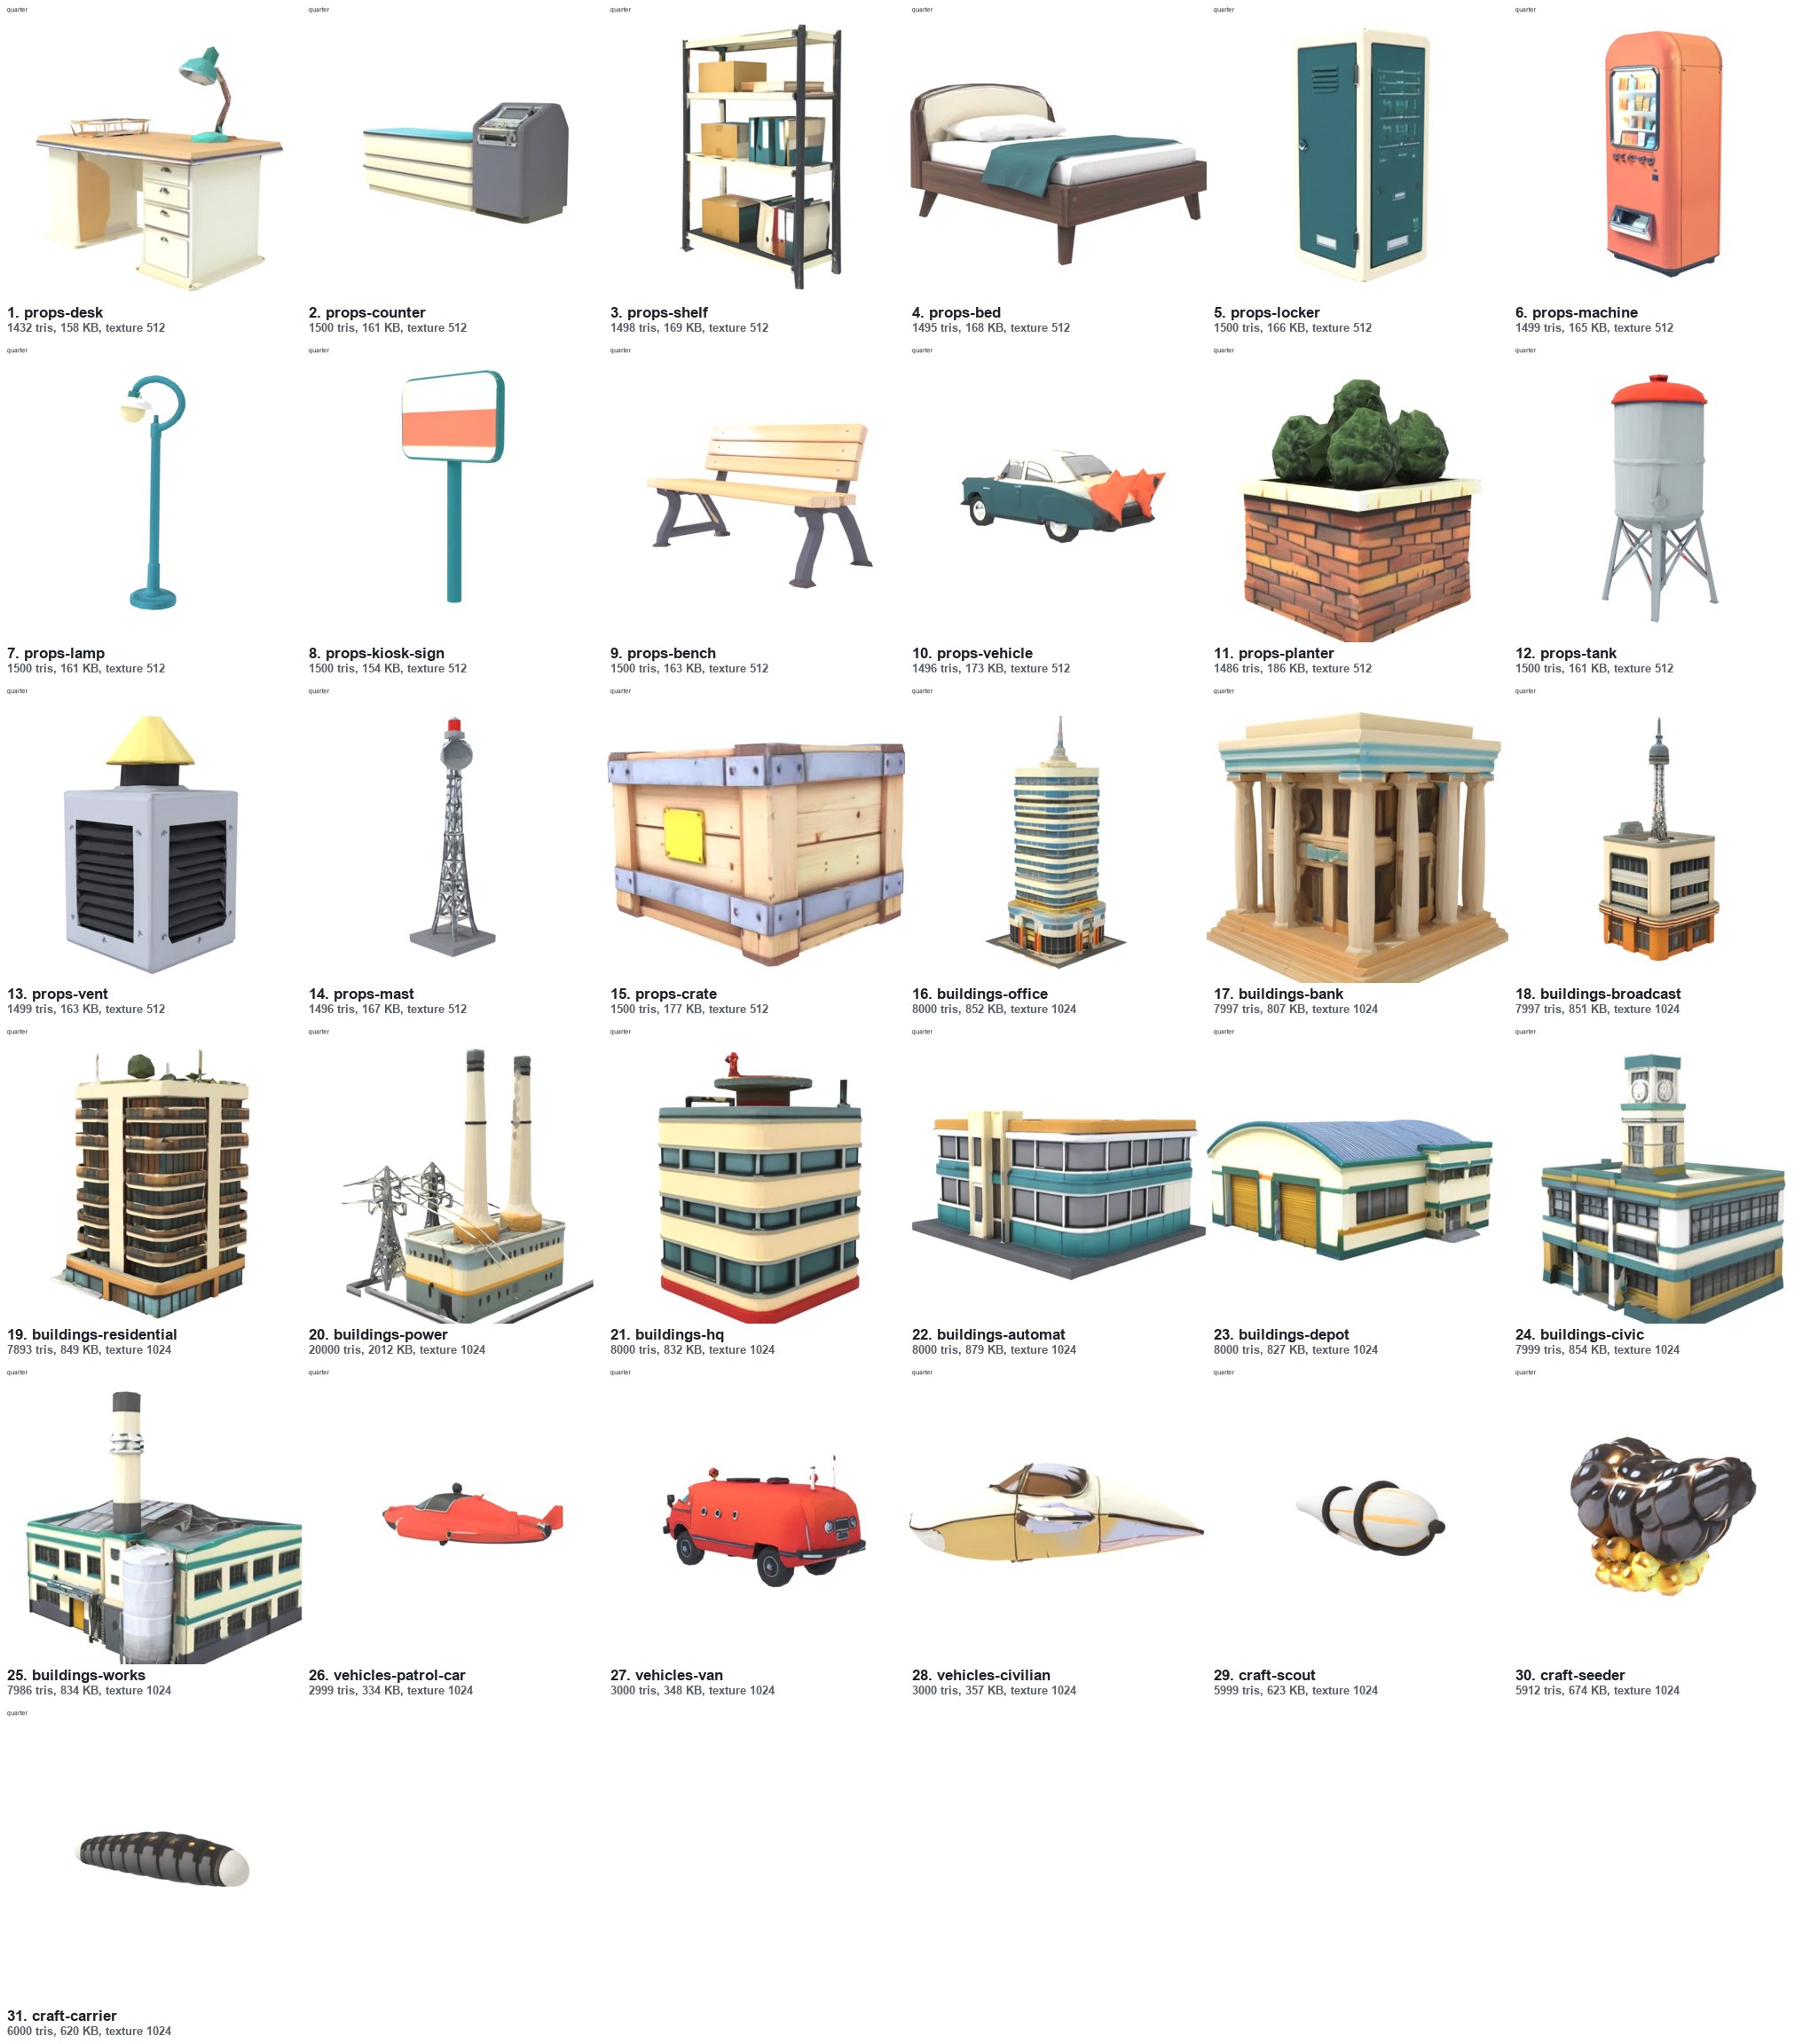 quarter quarter quarter quarter quarter quarter
1. props-desk 2. props-counter 3. props-shelf 4. props-bed 5. props-locker 6. props-machine
1432 tris, 158 KB, texture 512 1500 tris, 161 KB, texture 512 1498 tris, 169 KB, texture 512 1495 tris, 168 KB, texture 512 1500 tris, 166 KB, texture 512 1499 tris, 165 KB, texture 512
quarter quarter quarter quarter quarter quarter
7. props-lamp 8. props-kiosk-sign 9. props-bench 10. props-vehicle 11. props-planter 12. props-tank
1500 tris, 161 KB, texture 512 1500 tris, 154 KB, texture 512 1500 tris, 163 KB, texture 512 1496 tris, 173 KB, texture 512 1486 tris, 186 KB, texture 512 1500 tris, 161 KB, texture 512
quarter quarter quarter quarter quarter quarter
13. props-vent 14. props-mast 15. props-crate 16. buildings-office 17. buildings-bank 18. buildings-broadcast
1499 tris, 163 KB, texture 512 1496 tris, 167 KB, texture 512 1500 tris, 177 KB, texture 512 8000 tris, 852 KB, texture 1024 7997 tris, 807 KB, texture 1024 7997 tris, 851 KB, texture 1024
quarter quarter quarter quarter quarter quarter
19. buildings-residential 20. buildings-power 21. buildings-hq 22. buildings-automat 23. buildings-depot 24. buildings-civic
7893 tris, 849 KB, texture 1024 20000 tris, 2012 KB, texture 1024 8000 tris, 832 KB, texture 1024 8000 tris, 879 KB, texture 1024 8000 tris, 827 KB, texture 1024 7999 tris, 854 KB, texture 1024
quarter quarter quarter quarter quarter quarter
25. buildings-works 26. vehicles-patrol-car 27. vehicles-van 28. vehicles-civilian 29. craft-scout 30. craft-seeder
7986 tris, 834 KB, texture 1024 2999 tris, 334 KB, texture 1024 3000 tris, 348 KB, texture 1024 3000 tris, 357 KB, texture 1024 5999 tris, 623 KB, texture 1024 5912 tris, 674 KB, texture 1024
quarter
31. craft-carrier
6000 tris, 620 KB, texture 1024